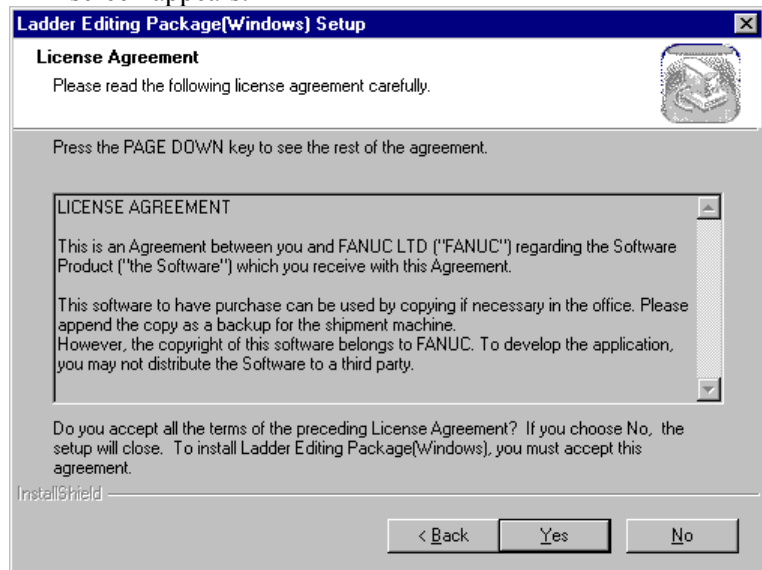 screen appears.
Ladder Editing Package(Windows) Setup
License Agreement
Please read the following license agreement carefully.
Press the PAGE DOWN key to see the rest of the agreement.
LICENSE AGREEMENT
This is an Agreement between you and FANUC LTD ("FANUC") regarding the Software
Product ("the Software") which you receive with this Agreement.
This software to have purchase can be used by copying if necessary in the office. Please
append the copy as a backup for the shipment machine.
However, the copyright of this software belongs to FANUC. To develop the application,
you may not distribute the Software to a third party.
Do you accept all the terms of the preceding License Agreement? If you choose No, the
setup will close. To install Ladder Editing Package(Windows), you must accept this
agreement.
InstallShield
< Back Yes No